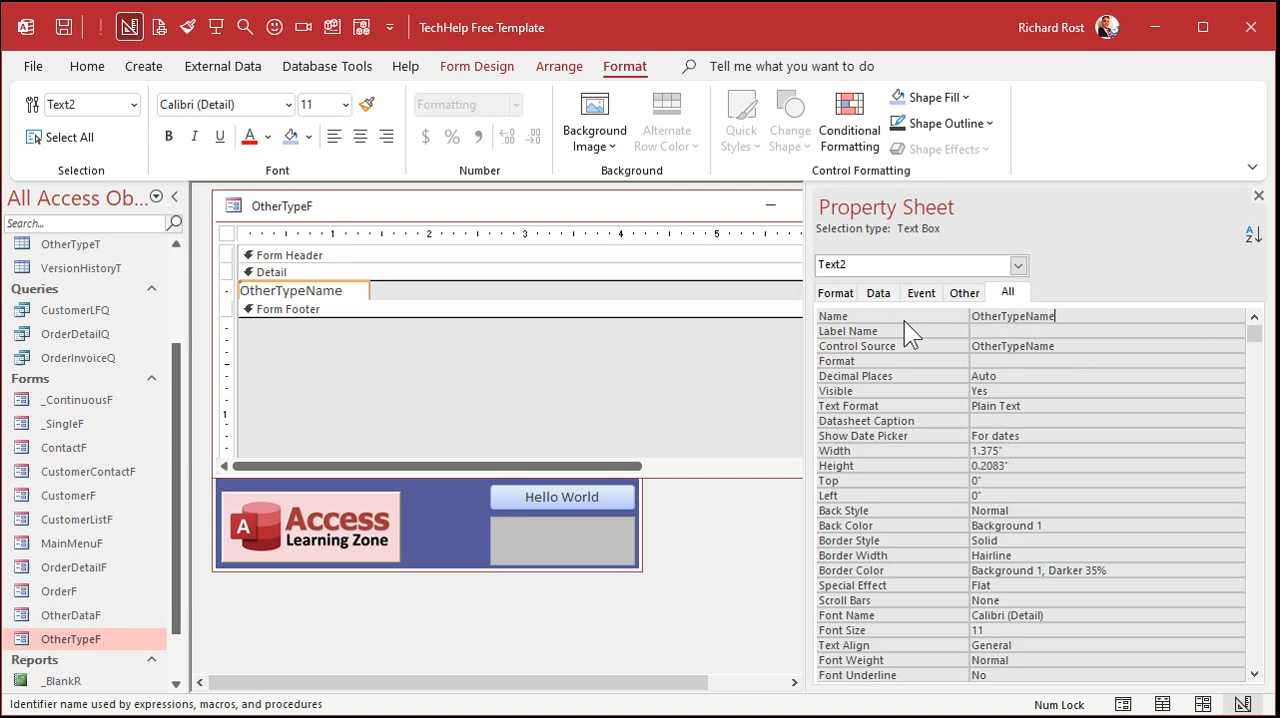 TechHelp Free Template
Richard Rost
File Home Create External Data Database Tools Help Form Design Arrange Format Tell me what you want to do
Text2
Calibri (Detail) 11
Formatting
Select All
B I U A
$ % 9
Background Image
Alternate Row Color
Quick Styles
Change Shape
Conditional Formatting
Shape Fill
Shape Outline
Shape Effects
Selection Font Number Background Control Formatting
All Access Ob...
Search...
OtherTypeT
VersionHistoryT
Queries
CustomerLFQ
OrderDetailQ
OrderInvoiceQ
Forms
_ContinuousF
_SingleF
ContactF
CustomerContactF
CustomerF
CustomerListF
MainMenuF
OrderDetailF
OrderF
OtherDataF
OtherTypeF
Reports
_BlankR
OtherTypeF
1 2 3 4 5
Form Header
Detail
OtherTypeName
Form Footer
1
A Access
Learning Zone
Hello World
Property Sheet
Selection type: Text Box
A Z
Text2
Format Data Event Other All
Name OtherTypeName
Label Name
Control Source OtherTypeName
Format
Decimal Places Auto
Visible Yes
Text Format Plain Text
Datasheet Caption
Show Date Picker For dates
Width 1.375"
Height 0.2083"
Top 0"
Left 0"
Back Style Normal
Back Color Background 1
Border Style Solid
Border Width Hairline
Border Color Background 1, Darker 35%
Special Effect Flat
Scroll Bars None
Font Name Calibri (Detail)
Font Size 11
Text Align General
Font Weight Normal
Font Underline No
Identifier name used by expressions, macros, and procedures
Num Lock